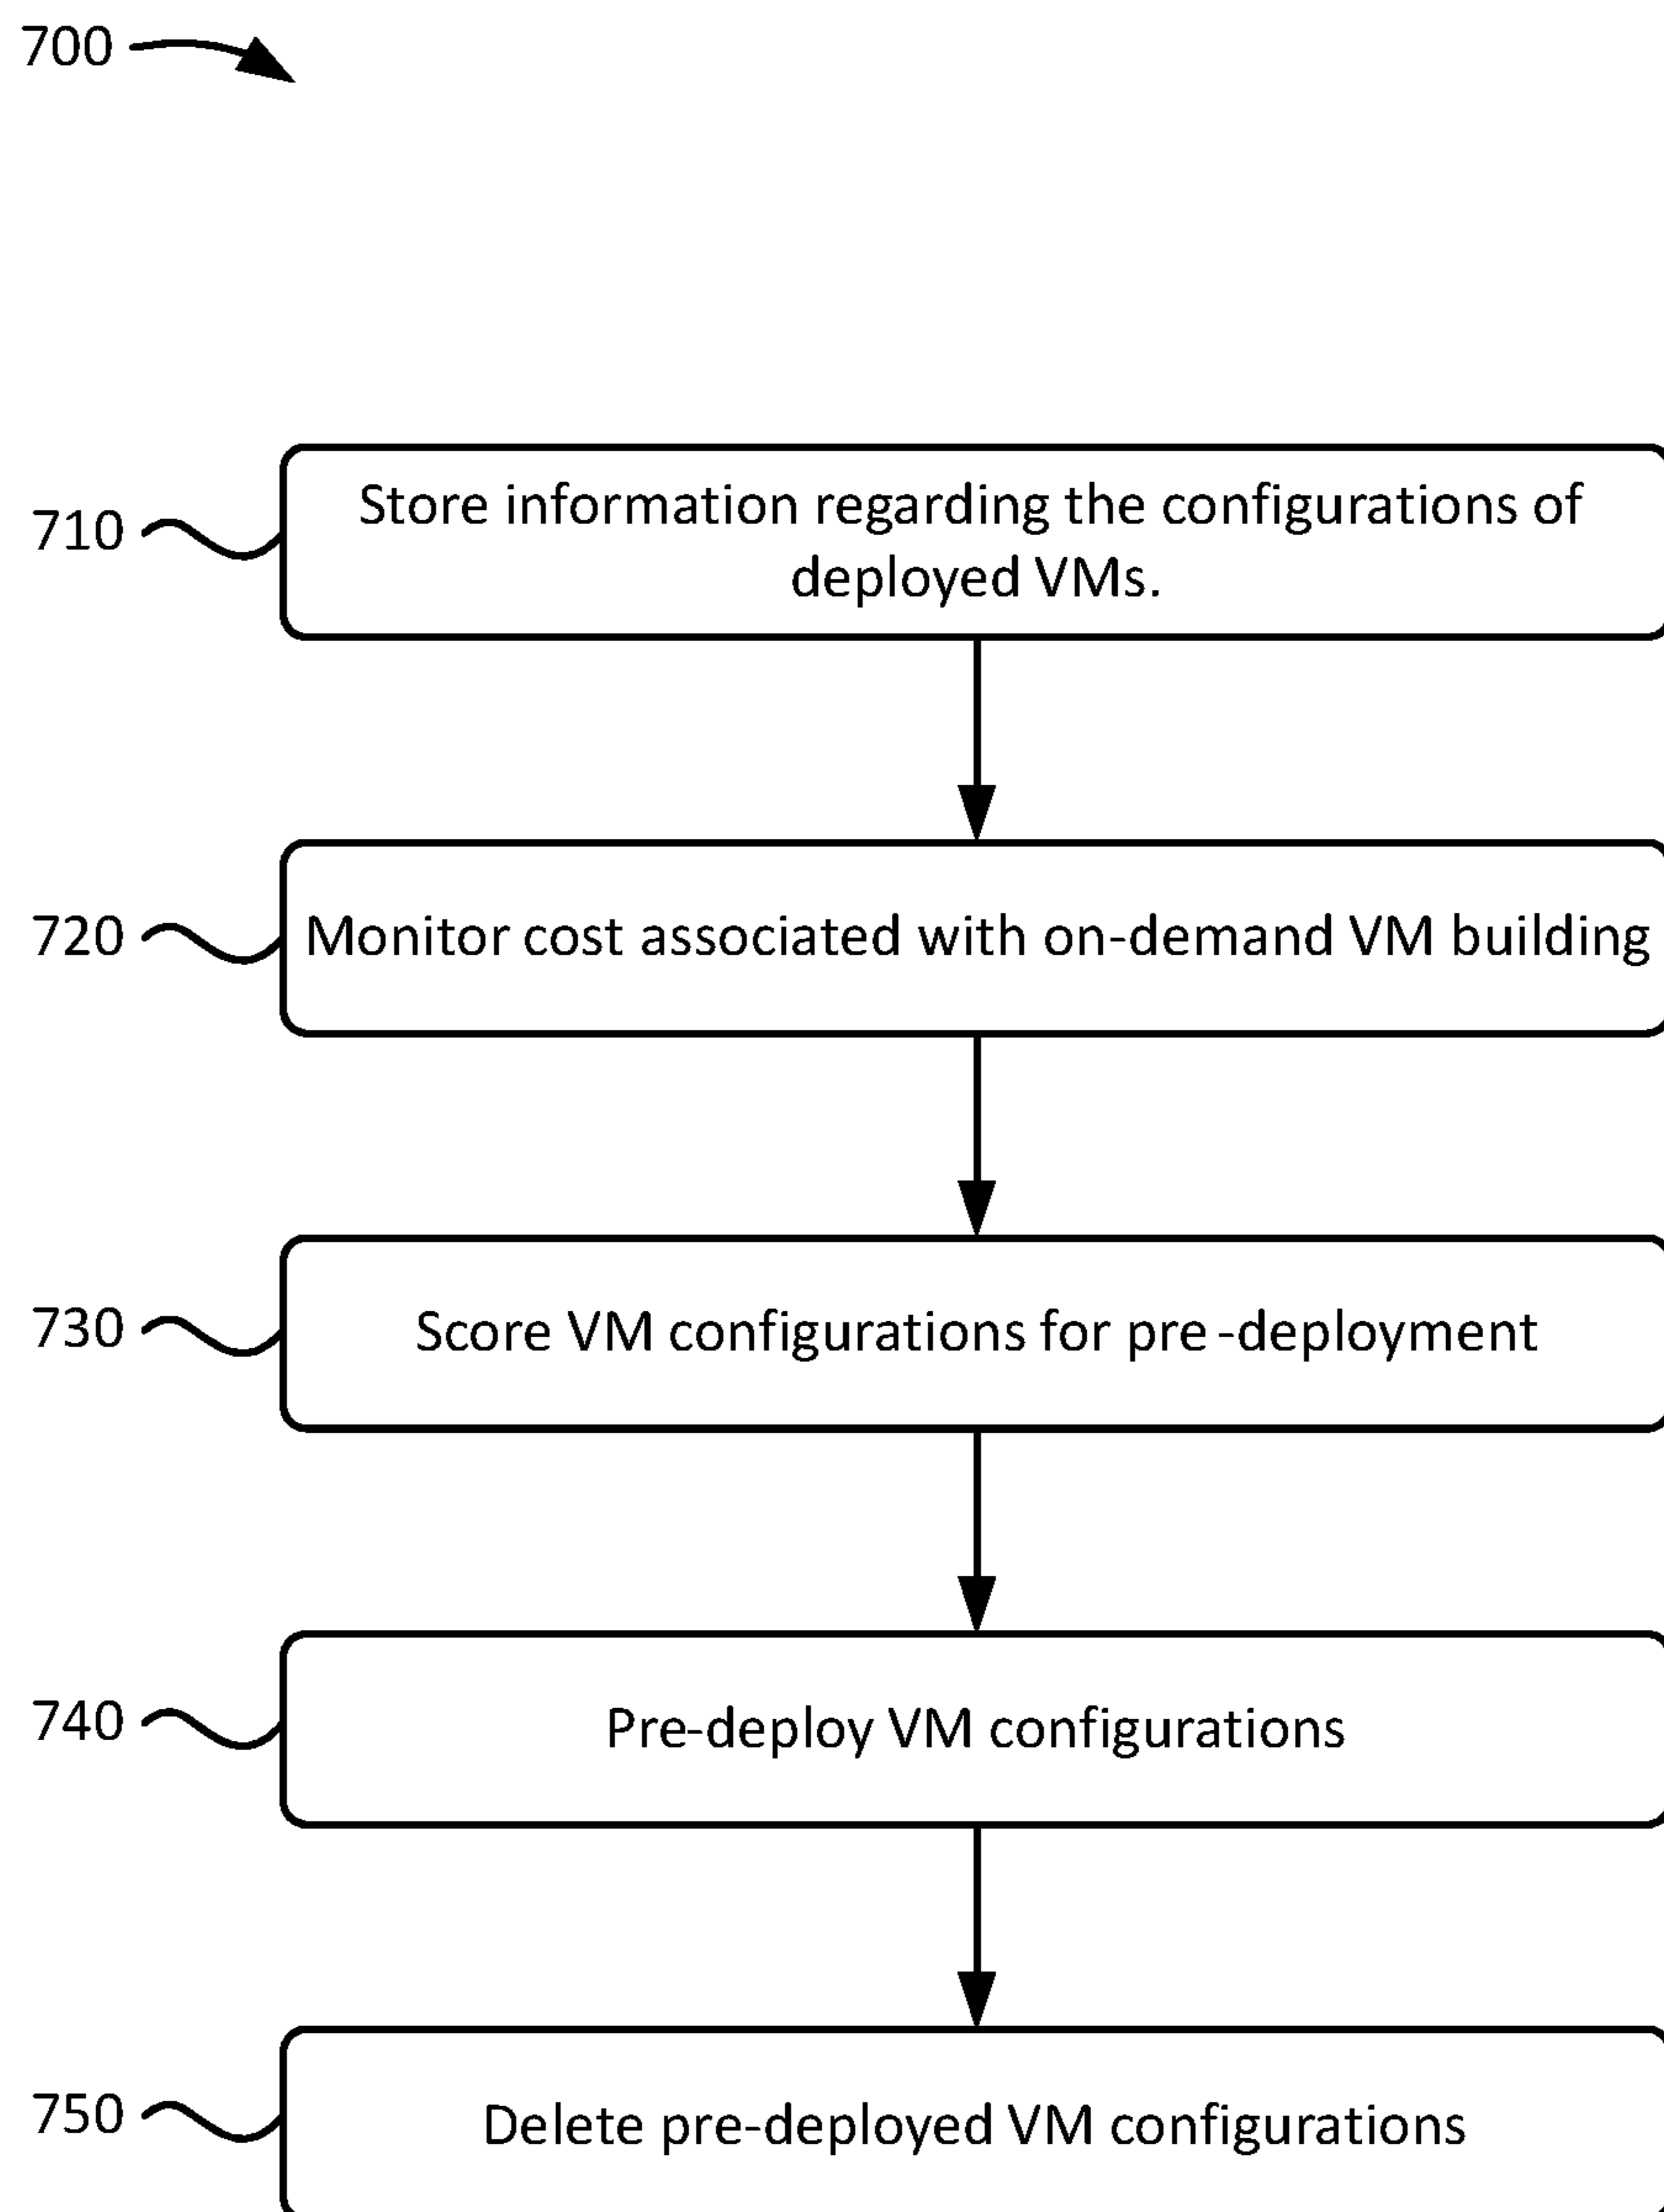 700
710
Store information regarding the configurations of
deployed VMs.
720
Monitor cost associated with on-demand VM building
730
Score VM configurations for pre-deployment
740
Pre-deploy VM configurations
750
Delete pre-deployed VM configurations